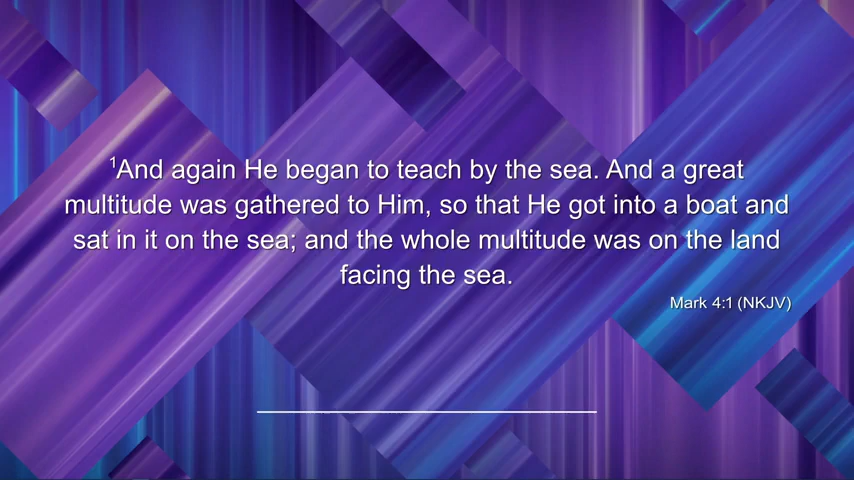 ¹And again He began to teach by the sea. And a great
multitude was gathered to Him, so that He got into a boat and
sat in it on the sea; and the whole multitude was on the land
facing the sea.
Mark 4:1 (NKJV)